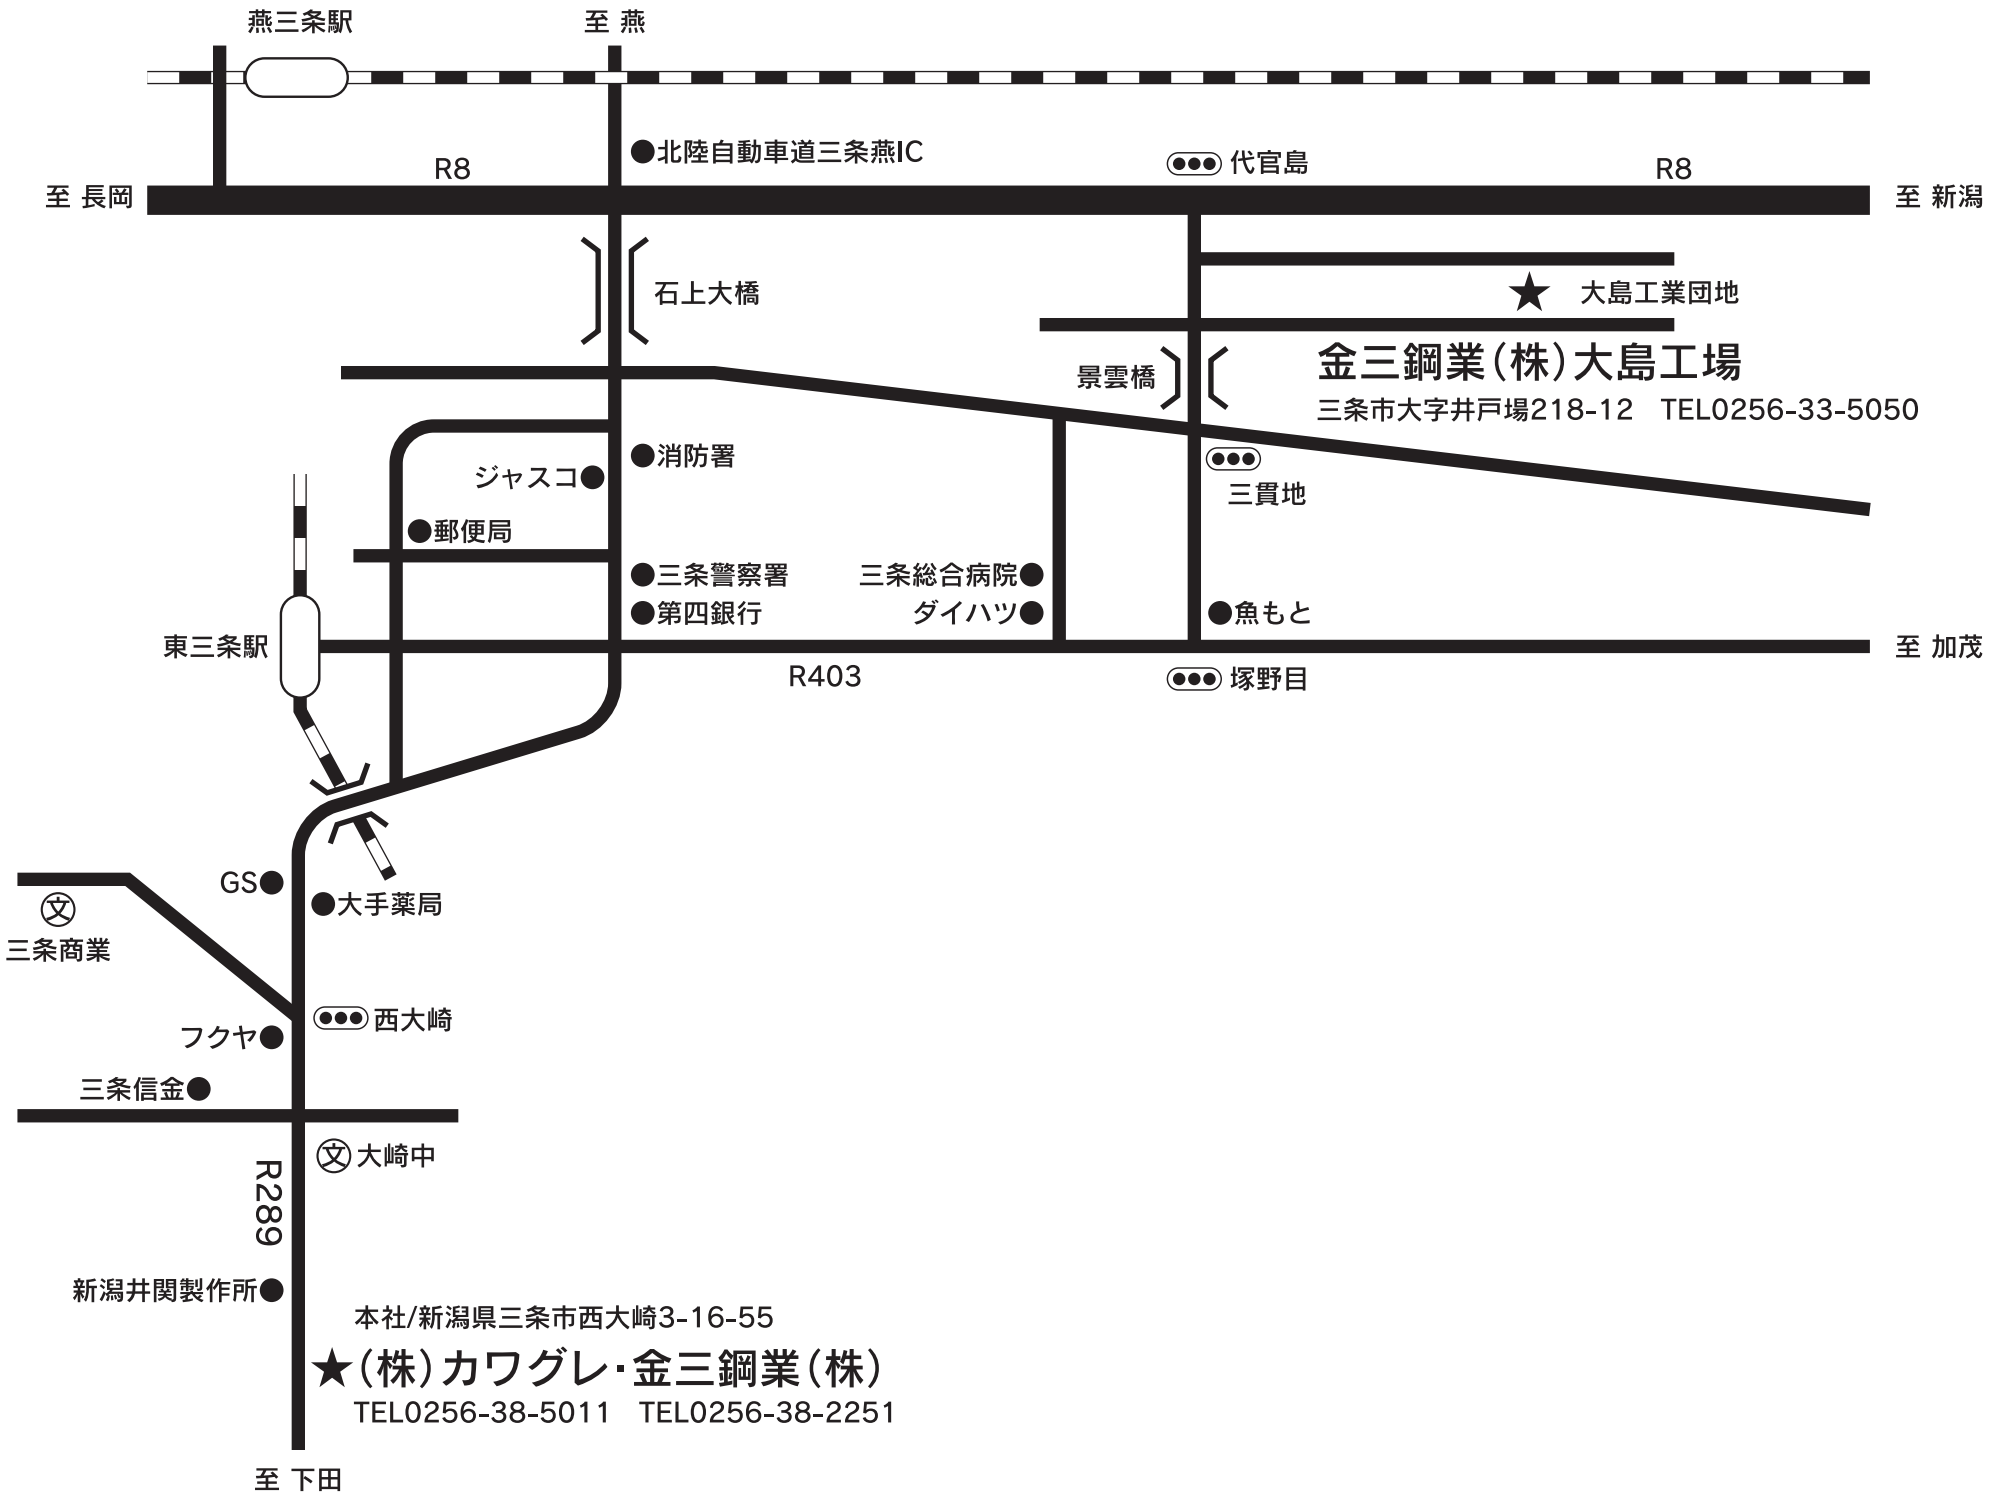 燕三条駅
至 燕
北陸自動車道三条燕IC
代官島
R8
R8
至 長岡
至 新潟
石上大橋
大島工業団地
金三鋼業(株)大島工場
景雲橋
三条市大字井戸場218-12　TEL0256-33-5050
消防署
ジャスコ
三貫地
郵便局
三条警察署
三条総合病院
第四銀行
ダイハツ
魚もと
東三条駅
至 加茂
R403
塚野目
GS
大手薬局
文
三条商業
西大崎
フクヤ
三条信金
文 大崎中
R289
新潟井関製作所
本社/新潟県三条市西大崎3-16-55
★(株)カワグレ・金三鋼業(株)
TEL0256-38-5011　TEL0256-38-2251
至 下田